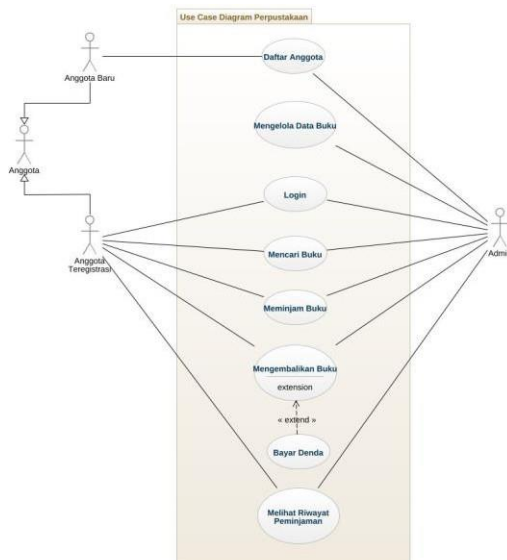 Use Case Diagram Perpustakaan
Anggota Baru
Daftar Anggota
Mengelola Data Buku
Anggota
Login
Anggota
Teregistrasi
Mencari Buku
Admi
Meminjam Buku
Mengembalikan Buku
extension
« extend »
Bayar Denda
Melihat Riwayat
Peminjaman